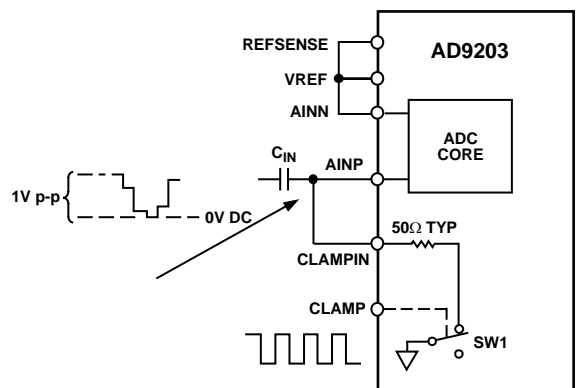 REFSENSE
AD9203
VREF
AINN
ADC
CORE
C_IN
AINP
1V p-p
0V DC
50Ω TYP
CLAMPIN
CLAMP
SW1